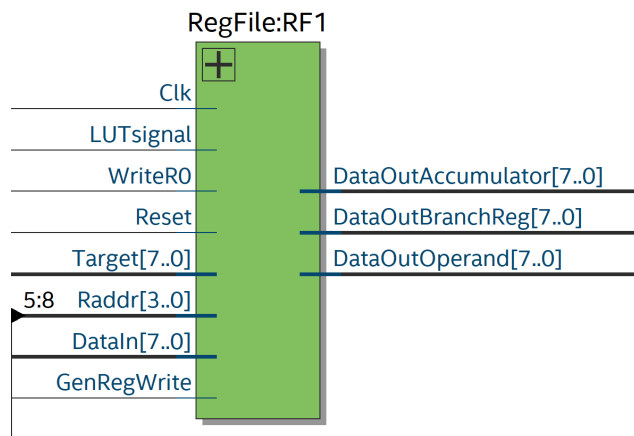 RegFile:RF1
Clk
LUTsignal
WriteR0
DataOutAccumulator[7..0]
Reset
DataOutBranchReg[7..0]
Target[7..0]
DataOutOperand[7..0]
5:8 Raddr[3..0]
DataIn[7..0]
GenRegWrite